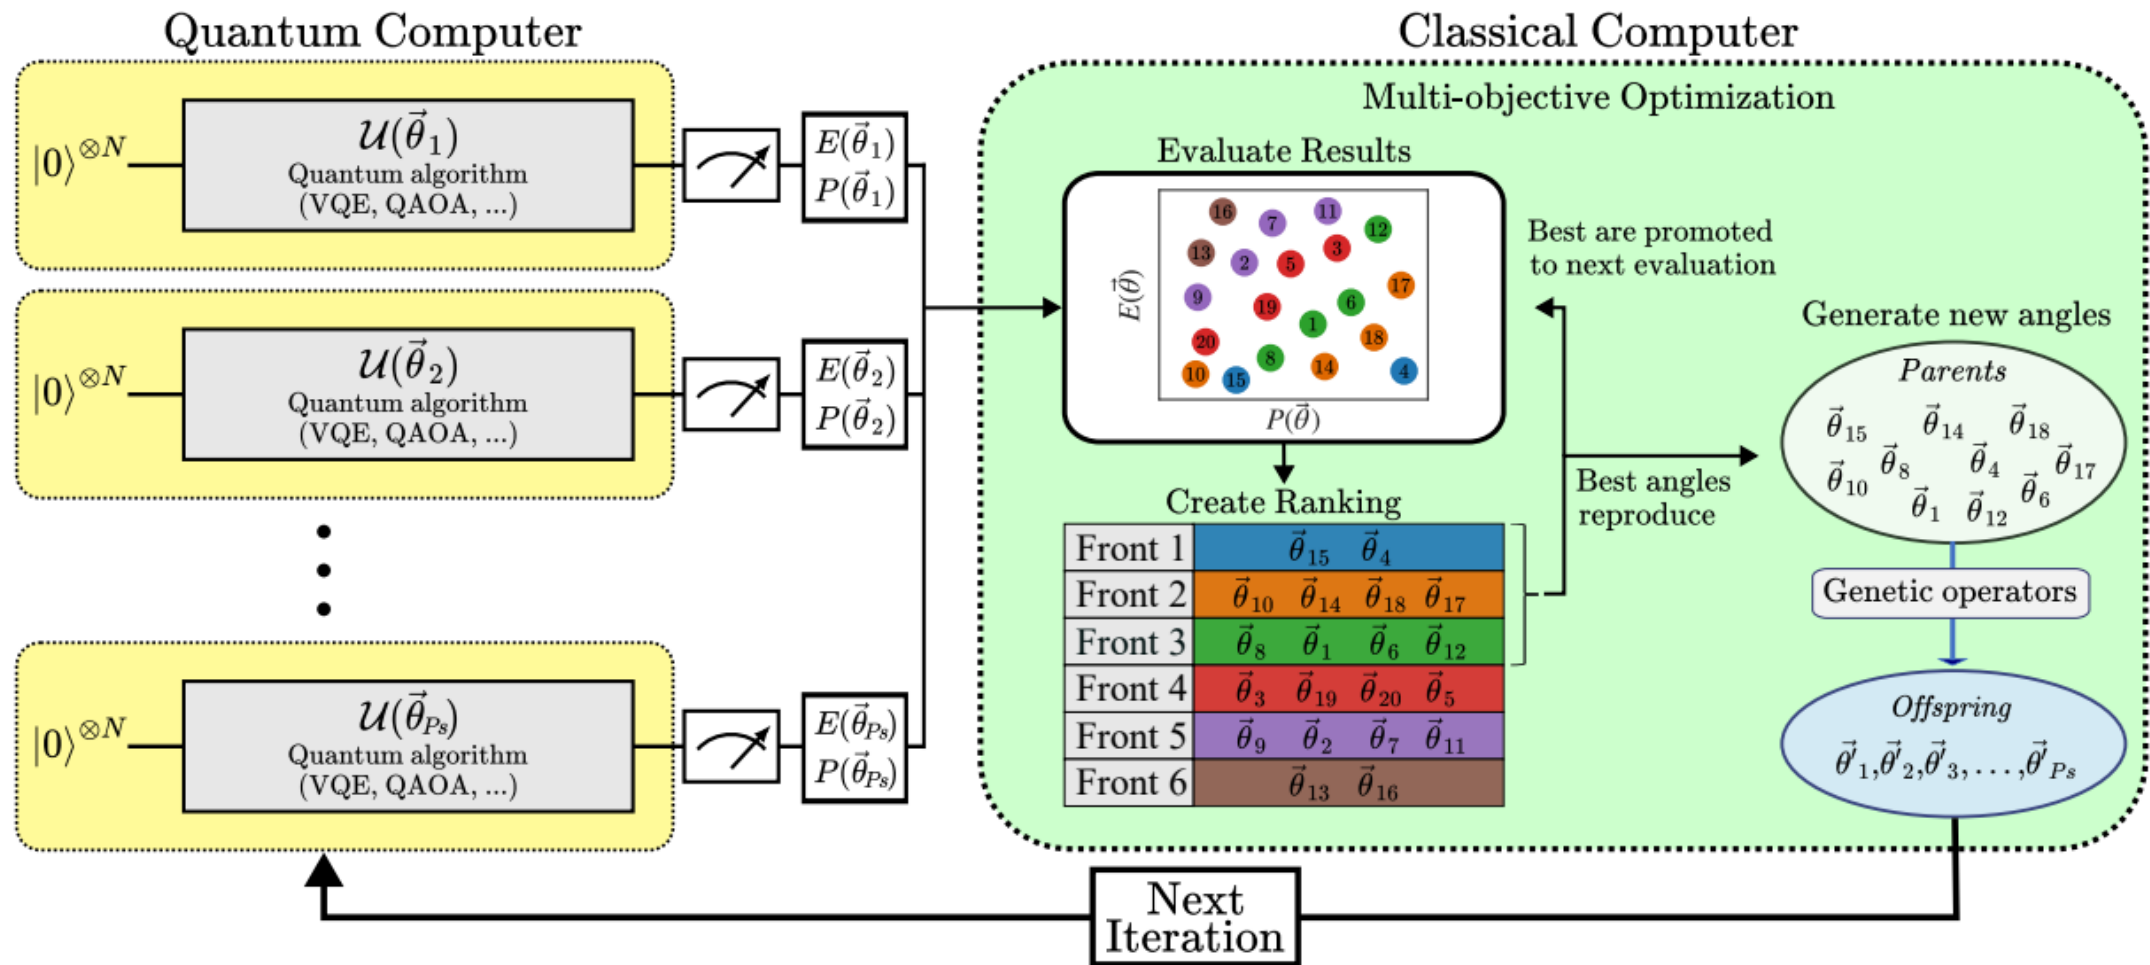 Quantum Computer
|0⟩⊗N
𝒰(θ⃗1)
Quantum algorithm
(VQE, QAOA, ...)
E(θ⃗1)
P(θ⃗1)
|0⟩⊗N
𝒰(θ⃗2)
Quantum algorithm
(VQE, QAOA, ...)
E(θ⃗2)
P(θ⃗2)
|0⟩⊗N
𝒰(θ⃗Ps)
Quantum algorithm
(VQE, QAOA, ...)
E(θ⃗Ps)
P(θ⃗Ps)
Classical Computer
Multi-objective Optimization
Evaluate Results
16
7
11
12
13
2
5
3
9
19
6
17
1
20
8
18
10
15
14
4
E(θ⃗)
P(θ⃗)
Create Ranking
Front 1 θ⃗15 θ⃗4
Front 2 θ⃗10 θ⃗14 θ⃗18 θ⃗17
Front 3 θ⃗8 θ⃗1 θ⃗6 θ⃗12
Front 4 θ⃗3 θ⃗19 θ⃗20 θ⃗5
Front 5 θ⃗9 θ⃗2 θ⃗7 θ⃗11
Front 6 θ⃗13 θ⃗16
Best are promoted
to next evaluation
Best angles
reproduce
Generate new angles
Parents
θ⃗15 θ⃗14 θ⃗18
θ⃗10 θ⃗8 θ⃗4 θ⃗17
θ⃗1 θ⃗12 θ⃗6
Genetic operators
Offspring
θ⃗′1,θ⃗′2,θ⃗′3,...,θ⃗′Ps
Next
Iteration